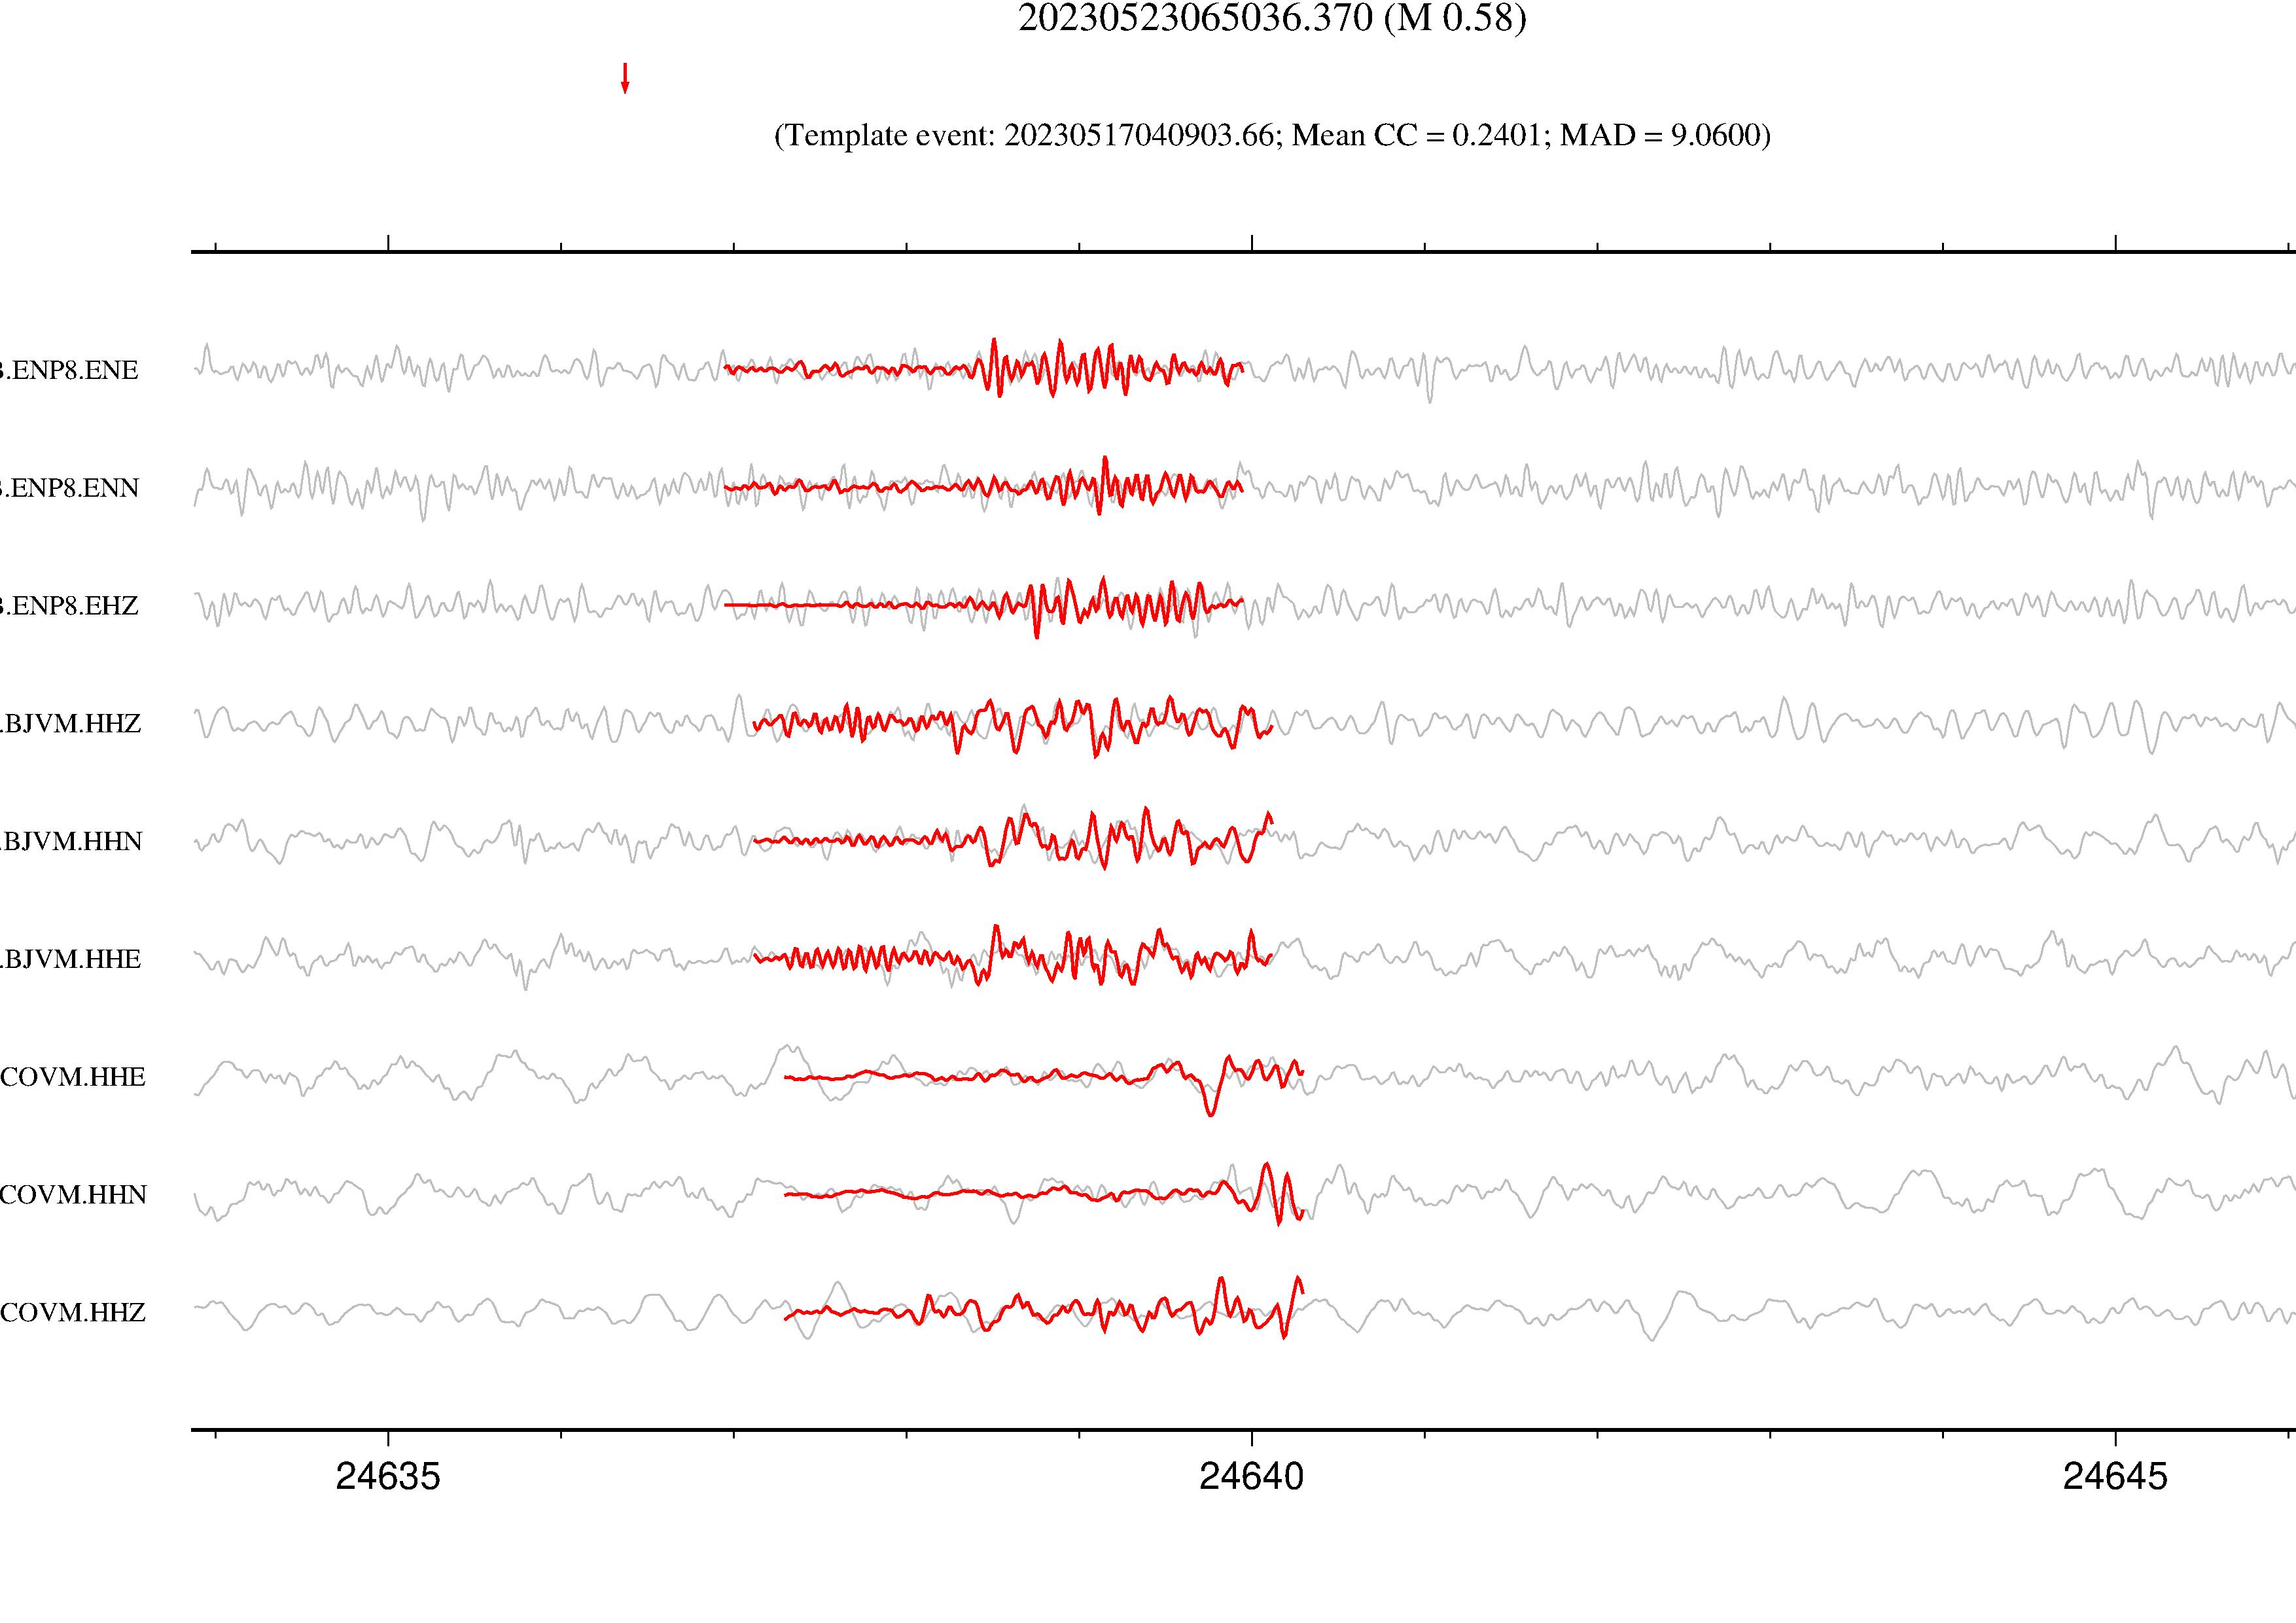 20230523065036.370 (M 0.58)
(Template event: 20230517040903.66; Mean CC = 0.2401; MAD = 9.0600)
.ENP8.ENE
.ENP8.ENN
.ENP8.EHZ
.BJVM.HHZ
.BJVM.HHN
.BJVM.HHE
COVM.HHE
COVM.HHN
COVM.HHZ
24635 24640 24645